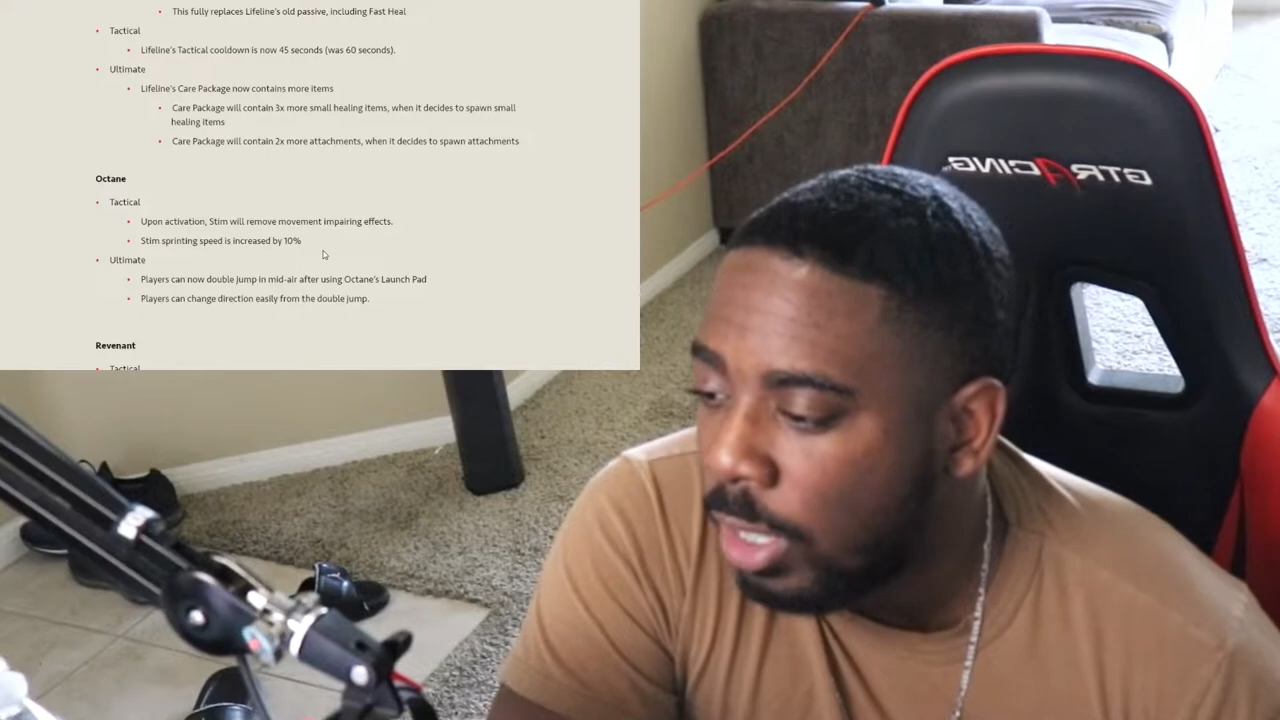 This fully replaces Lifeline's old passive, including Fast Heal
Tactical
Lifeline's Tactical cooldown is now 45 seconds (was 60 seconds).
Ultimate
Lifeline's Care Package now contains more items
Care Package will contain 3x more small healing items, when it decides to spawn small
healing items
Care Package will contain 2x more attachments, when it decides to spawn attachments
Octane
Tactical
Upon activation, Stim will remove movement impairing effects.
Stim sprinting speed is increased by 10%
Ultimate
Players can now double jump in mid-air after using Octane's Launch Pad
Players can change direction easily from the double jump.
Revenant
Tactical
GTRACING